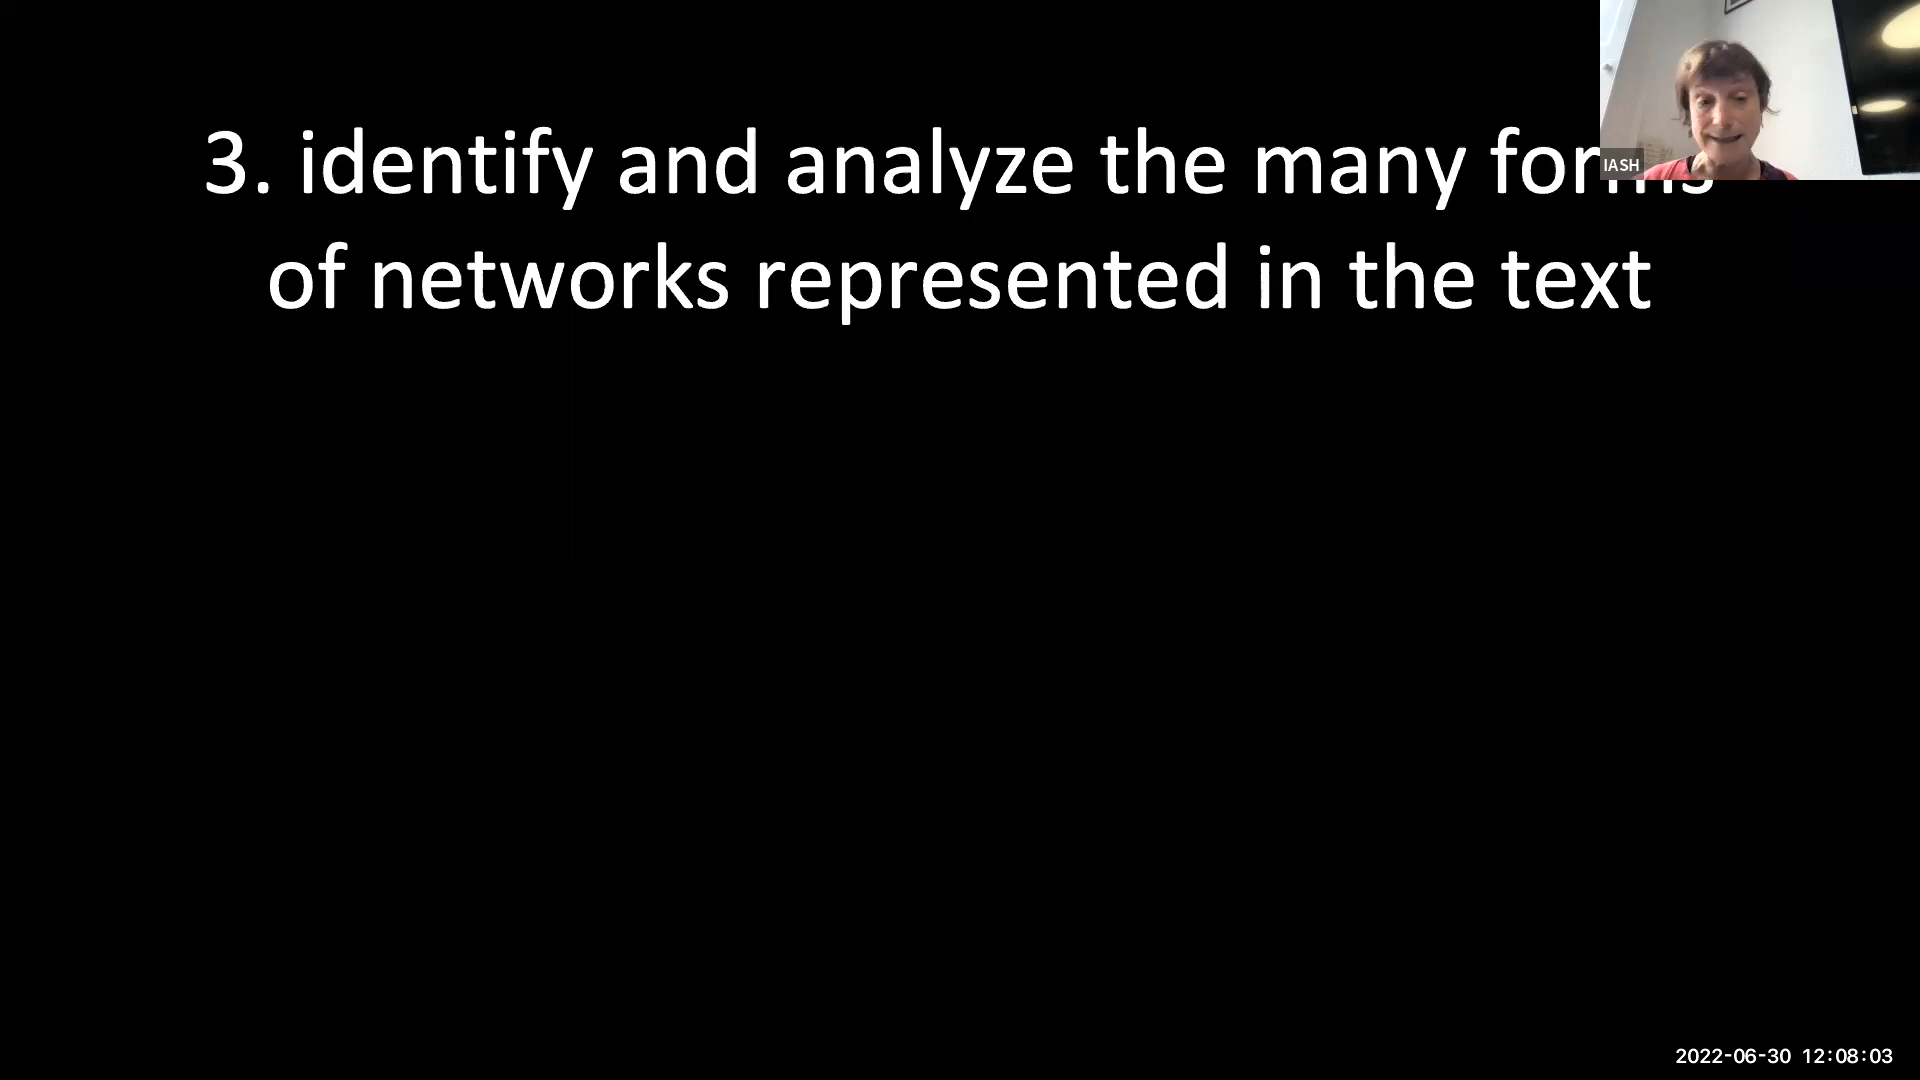 3. identify and analyze the many forms
of networks represented in the text
IASH
2022-06-30 12:08:03